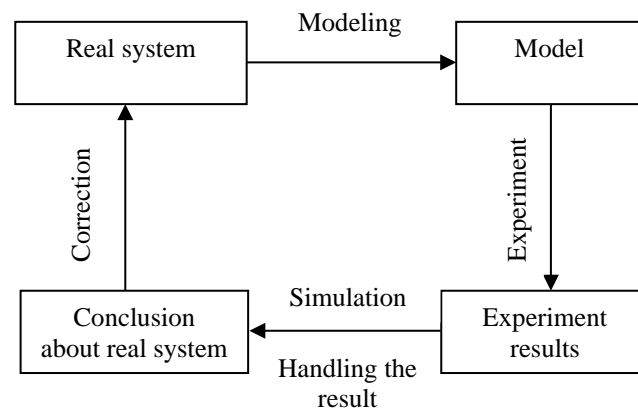 Modeling
Real system
Model
Correction
Experiment
Simulation
Conclusion
about real system
Experiment
results
Handling the
result